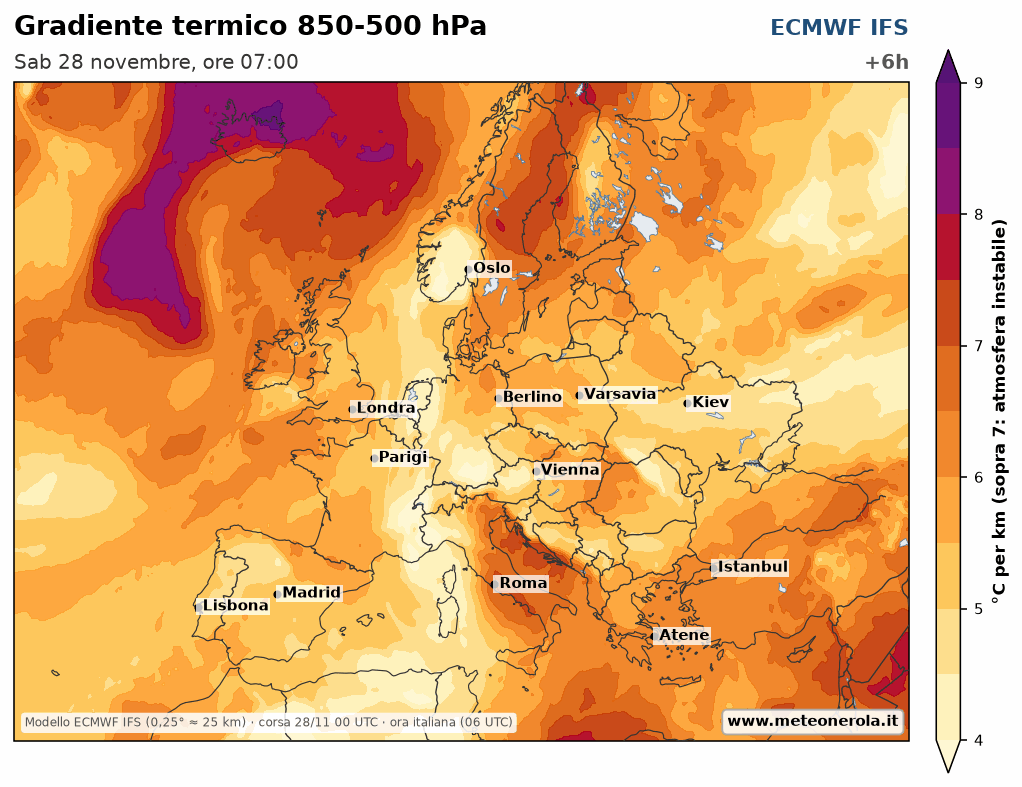 Gradiente termico 850-500 hPa
ECMWF IFS
Sab 28 novembre, ore 07:00
+6h
Oslo
Londra
Berlino
Varsavia
Kiev
Parigi
Vienna
Istanbul
Roma
Madrid
Lisbona
Atene
Modello ECMWF IFS (0,25° ≈ 25 km) · corsa 28/11 00 UTC · ora italiana (06 UTC)
www.meteonerola.it
9
8
7
6
5
4
°C per km (sopra 7: atmosfera instabile)